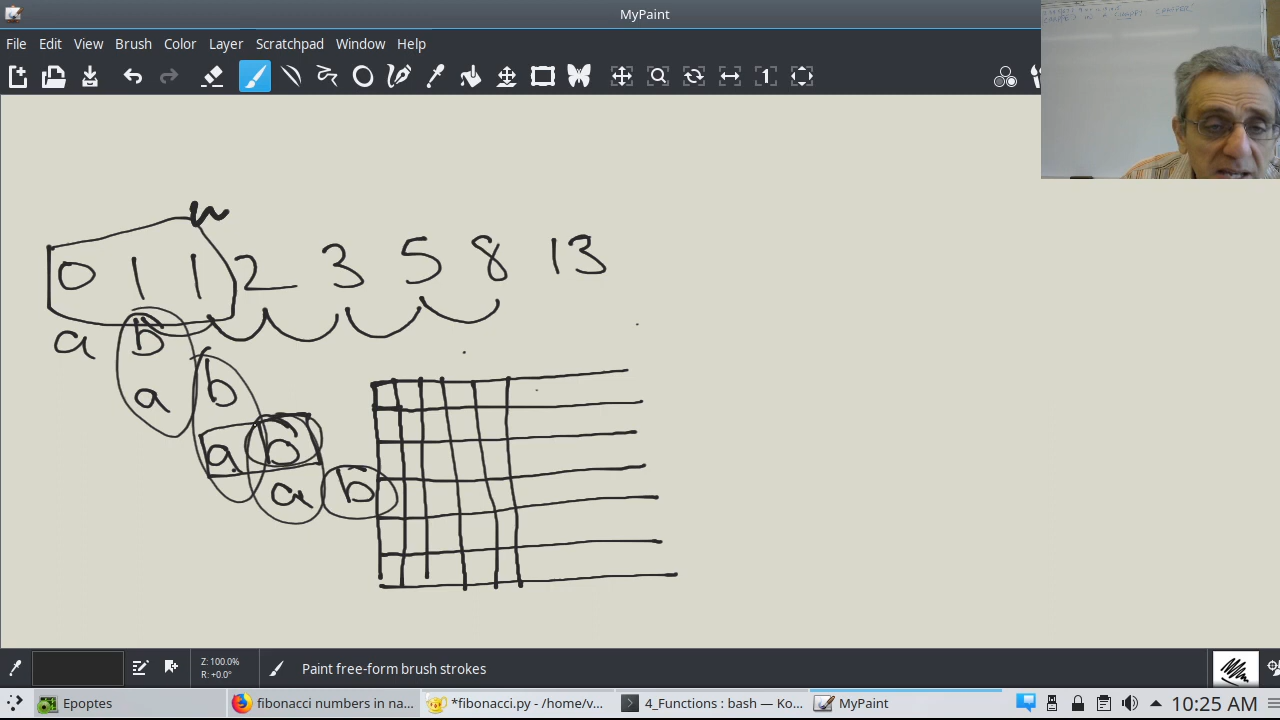 MyPaint
File Edit View Brush Color Layer Scratchpad Window Help
n
0 1 1 2 3 5 8 13
a b
a b
a b
a b
Z: 100.0%
R: +0.0°
Paint free-form brush strokes
Epoptes fibonacci numbers in na... *fibonacci.py - /home/v... 4_Functions : bash — Ko... MyPaint 10:25 AM